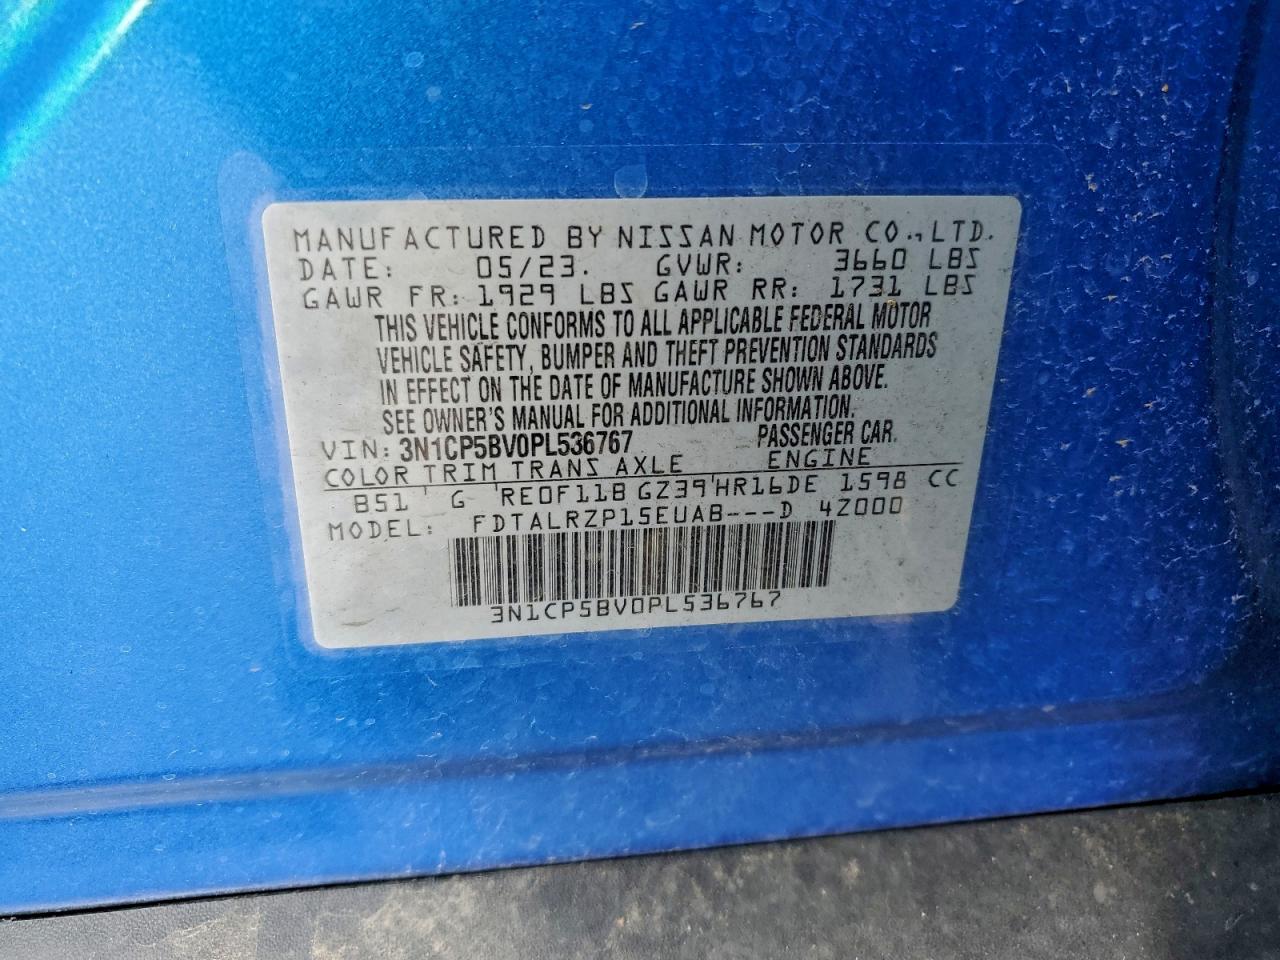 MANUFACTURED BY NISSAN MOTOR CO., LTD.
DATE: 05/23. GVWR: 3660 LBS
GAWR FR: 1929 LBS GAWR RR: 1731 LBS
THIS VEHICLE CONFORMS TO ALL APPLICABLE FEDERAL MOTOR
VEHICLE SAFETY, BUMPER AND THEFT PREVENTION STANDARDS
IN EFFECT ON THE DATE OF MANUFACTURE SHOWN ABOVE.
SEE OWNER'S MANUAL FOR ADDITIONAL INFORMATION.
VIN: 3N1CP5BV0PL536767 PASSENGER CAR.
COLOR TRIM TRANS AXLE ENGINE
B51 G RE0F11B GZ39 HR16DE 1598 CC
MODEL: FDTALRZP15EUAB---D 4Z000
3N1CP5BV0PL536767